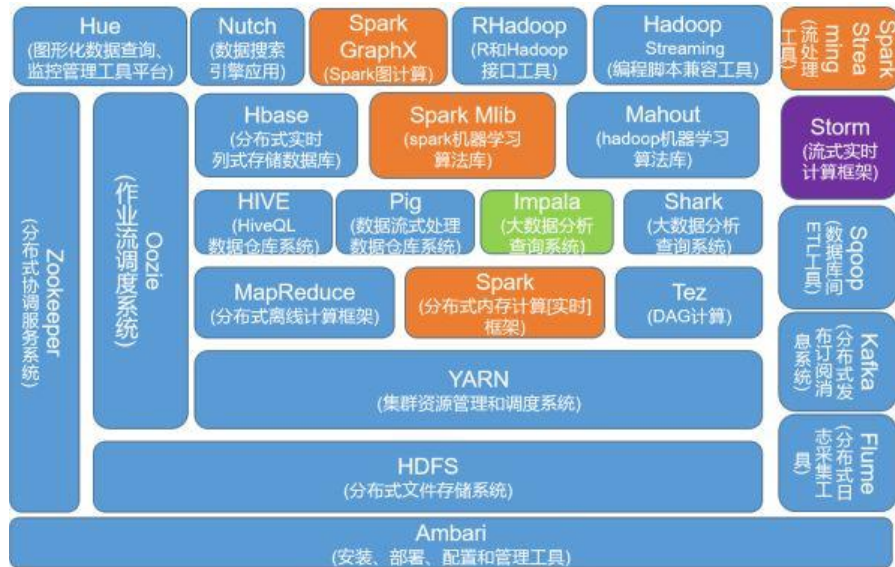 Hue
(图形化数据查询、
监控管理工具平台)
Nutch
(数据搜索
引擎应用)
Spark
GraphX
(Spark图计算)
RHadoop
(R和Hadoop
接口工具)
Hadoop
Streaming
(编程脚本兼容工具)
Spark
Strea
ming
(流处理
工具)
Zookeeper
(分布式协调服务系统)
Oozie
(作业流调度系统)
Hbase
(分布式实时
列式存储数据库)
Spark Mlib
(spark机器学习
算法库)
Mahout
(hadoop机器学习
算法库)
Storm
(流式实时
计算框架)
HIVE
(HiveQL
数据仓库系统)
Pig
(数据流式处理
数据仓库系统)
Impala
(大数据分析
查询系统)
Shark
(大数据分析
查询系统)
Sqoop
(数据库间
ETL工具)
MapReduce
(分布式离线计算框架)
Spark
(分布式内存计算[实时]
框架)
Tez
(DAG计算)
Kafka
(分布式发
布订阅消
息系统)
YARN
(集群资源管理和调度系统)
Flume
(分布式日
志采集工
具)
HDFS
(分布式文件存储系统)
Ambari
(安装、部署、配置和管理工具)